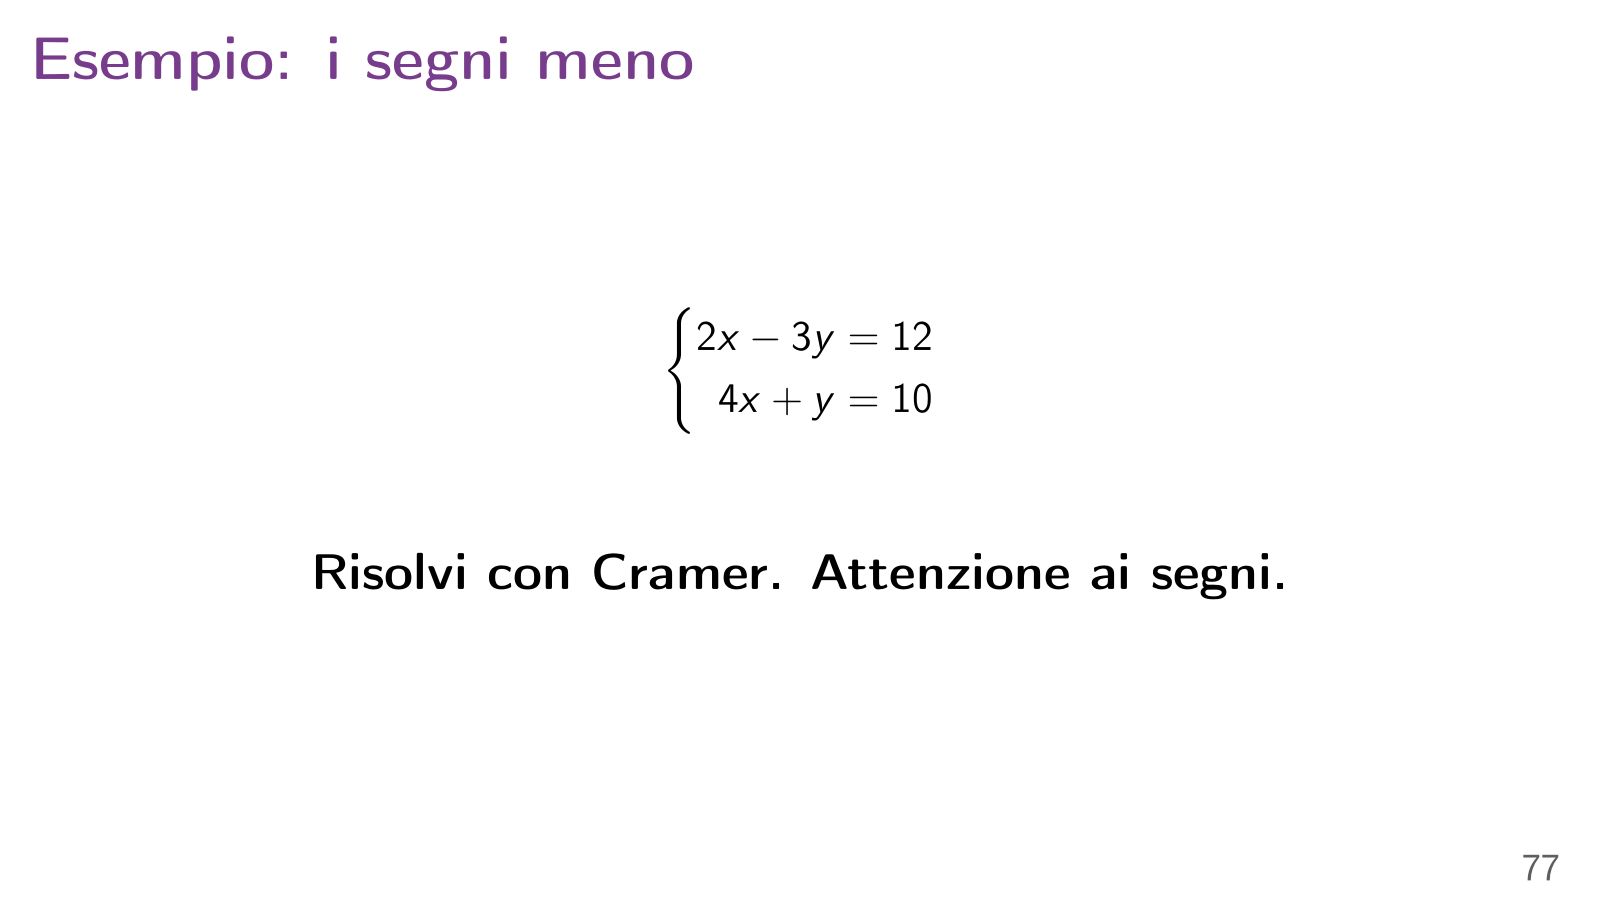 Esempio: i segni meno
2x − 3y = 12
4x + y = 10
Risolvi con Cramer. Attenzione ai segni.
77